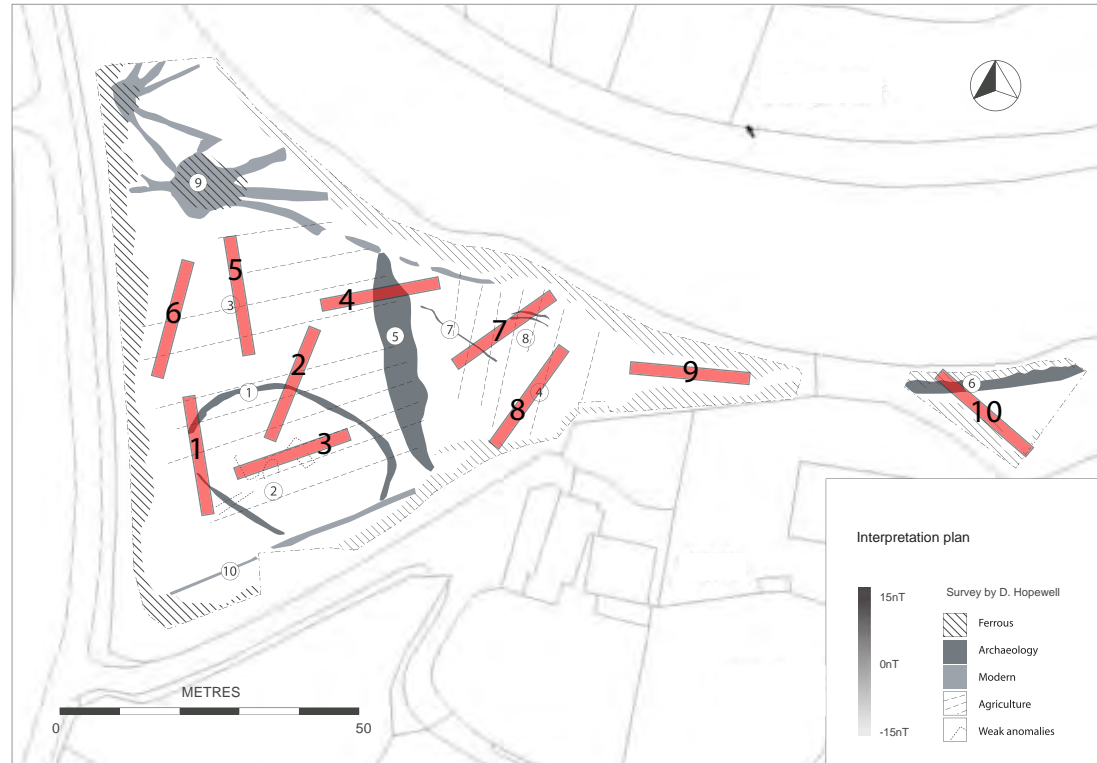 9
5
3
6
4
5
7
7
8
2
1
9
6
8
4
10
3
1
2
10
METRES
0
50
Interpretation plan
15nT
0nT
-15nT
Survey by D. Hopewell
Ferrous
Archaeology
Modern
Agriculture
Weak anomalies